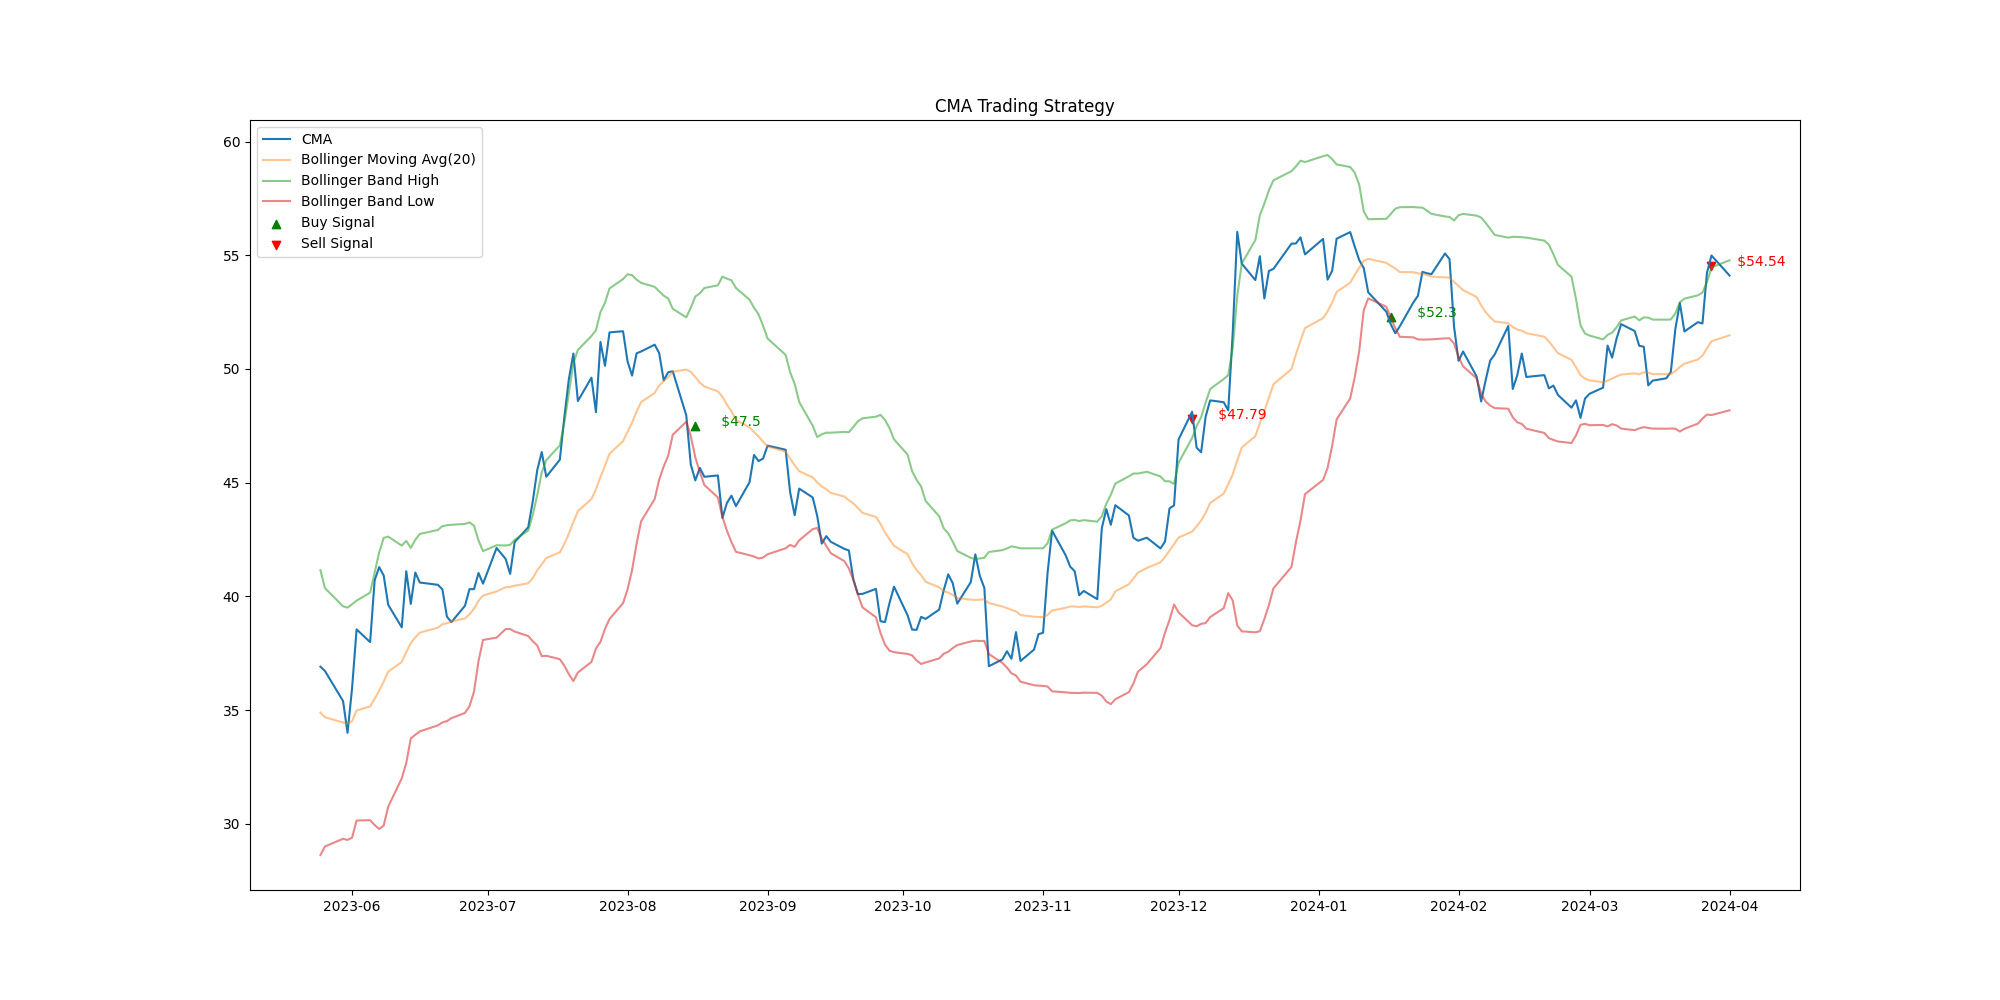 CMA Trading Strategy
CMA
Bollinger Moving Avg(20)
Bollinger Band High
Bollinger Band Low
Buy Signal
Sell Signal
60
55
50
45
40
35
30
$47.5
$47.79
$52.3
$54.54
2023-06 2023-07 2023-08 2023-09 2023-10 2023-11 2023-12 2024-01 2024-02 2024-03 2024-04